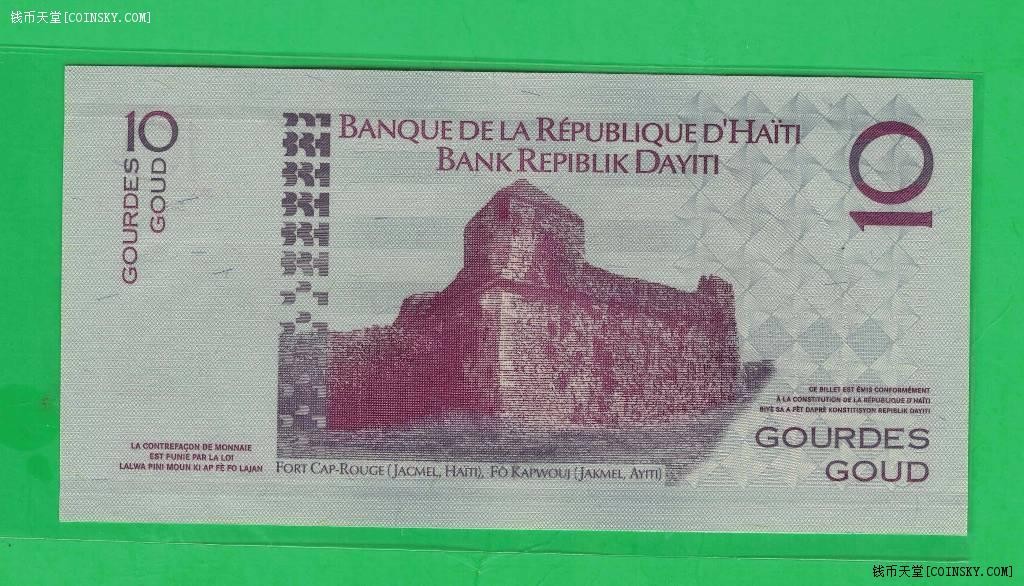 钱币天堂[COINSKY.COM]
10
GOURDES
GOUD
BANQUE DE LA RÉPUBLIQUE D'HAÏTI
BANK REPIBLIK DAYITI
10
CE BILLET EST ÉMIS CONFORMÉMENT
À LA CONSTITUTION DE LA RÉPUBLIQUE D'HAÏTI
BIYÈ SA A FÈT DAPRÈ KONSTITISYON REPIBLIK DAYITI
GOURDES
GOUD
LA CONTREFAÇON DE MONNAIE
EST PUNIE PAR LA LOI
LALWA PINI MOUN KI AP FÈ FO LAJAN
FORT CAP-ROUGE (JACMEL, HAÏTI), FÒ KAPWOUJ (JAKMEL, AYITI)
钱币天堂[COINSKY.COM]